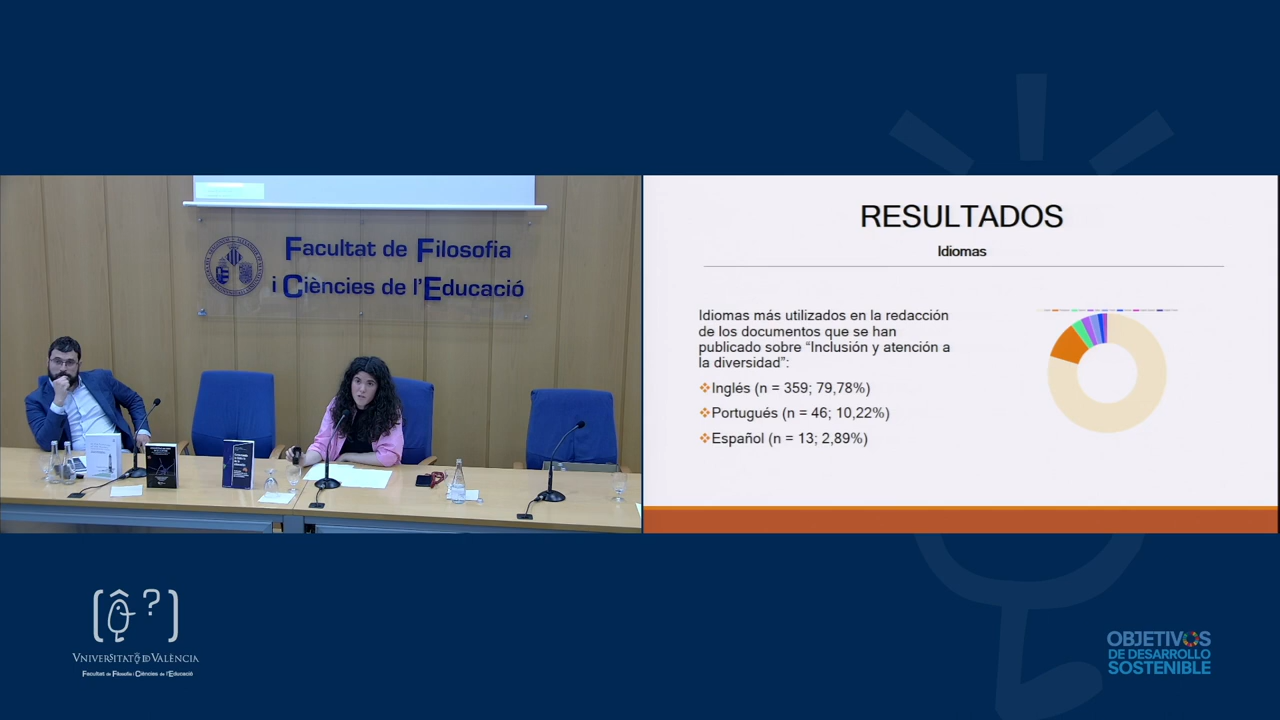 Facultat de Filosofia
i Ciències de l'Educació
RESULTADOS
Idiomas
Idiomas más utilizados en la redacción
de los documentos que se han
publicado sobre “Inclusión y atención a
la diversidad”:
❖Inglés (n = 359; 79,78%)
❖Portugués (n = 46; 10,22%)
❖Español (n = 13; 2,89%)
[ô?]
VNIVERSITAT ID VALÈNCIA
Facultat de Filosofia i Ciències de l'Educació
OBJETIVOS
DE DESARROLLO
SOSTENIBLE